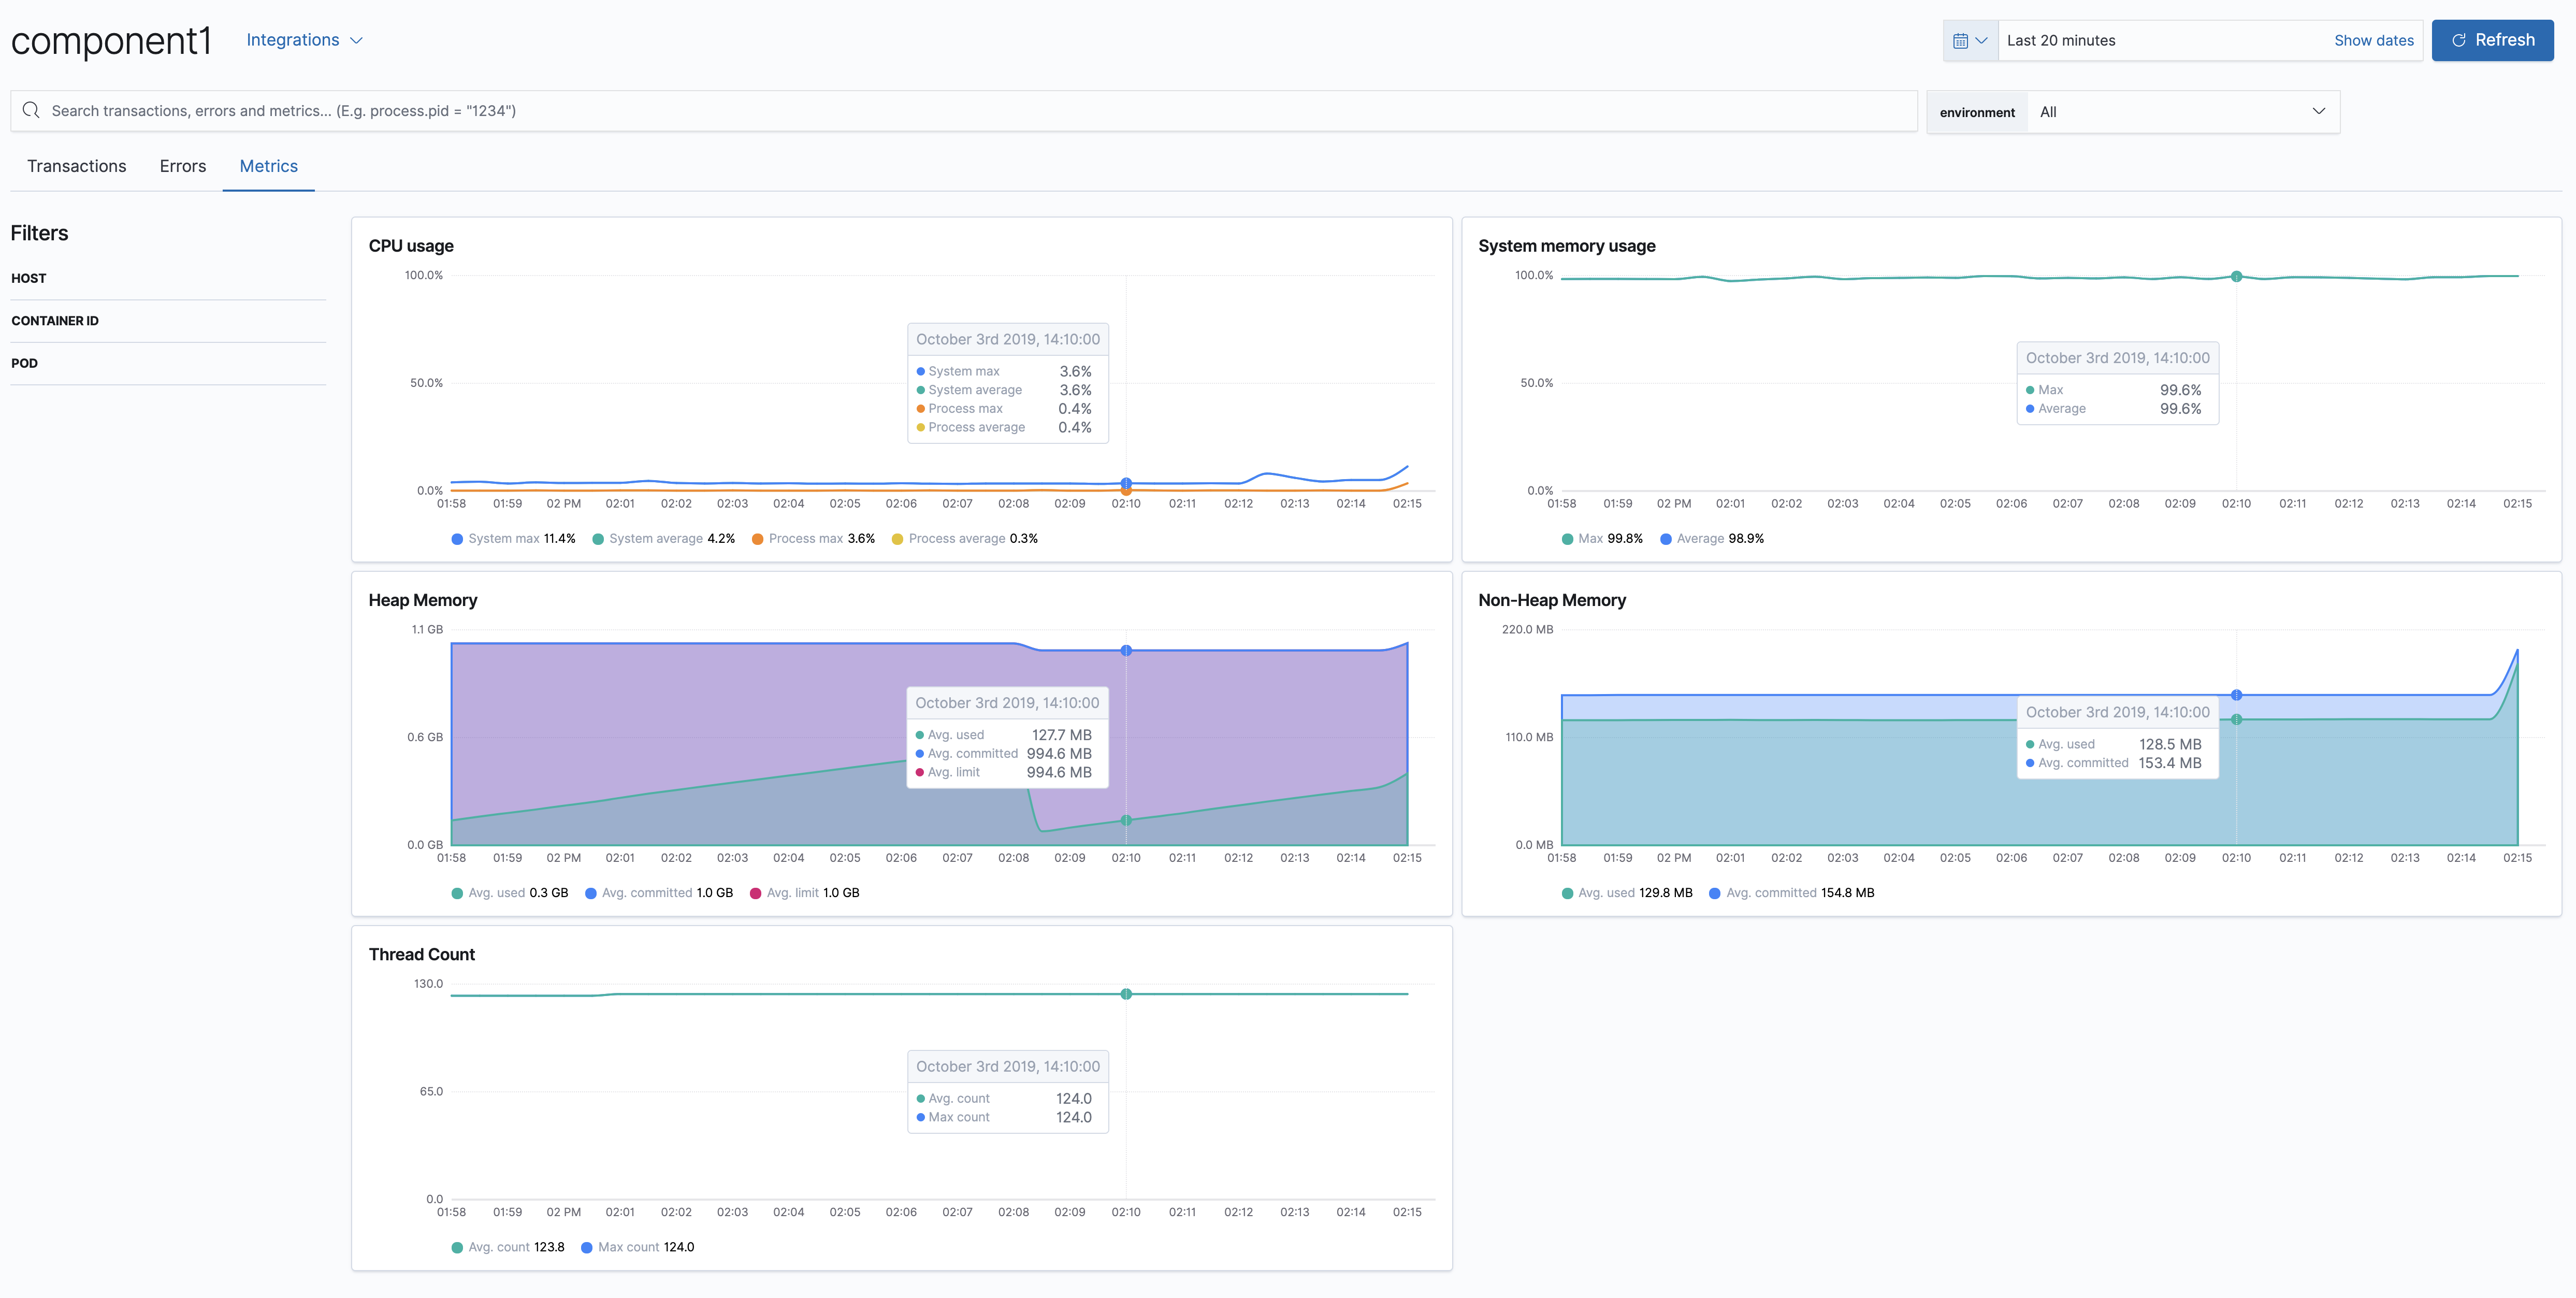 component1 Integrations
Last 20 minutes Show dates Refresh
Search transactions, errors and metrics... (E.g. process.pid = "1234")
environment All
Transactions Errors Metrics
Filters
HOST
CONTAINER ID
POD
CPU usage
100.0%
50.0%
0.0%
October 3rd 2019, 14:10:00
System max 3.6%
System average 3.6%
Process max 0.4%
Process average 0.4%
01:58 01:59 02 PM 02:01 02:02 02:03 02:04 02:05 02:06 02:07 02:08 02:09 02:10 02:11 02:12 02:13 02:14 02:15
System max 11.4% System average 4.2% Process max 3.6% Process average 0.3%
System memory usage
100.0%
50.0%
0.0%
October 3rd 2019, 14:10:00
Max 99.6%
Average 99.6%
01:58 01:59 02 PM 02:01 02:02 02:03 02:04 02:05 02:06 02:07 02:08 02:09 02:10 02:11 02:12 02:13 02:14 02:15
Max 99.8% Average 98.9%
Heap Memory
1.1 GB
0.6 GB
0.0 GB
October 3rd 2019, 14:10:00
Avg. used 127.7 MB
Avg. committed 994.6 MB
Avg. limit 994.6 MB
01:58 01:59 02 PM 02:01 02:02 02:03 02:04 02:05 02:06 02:07 02:08 02:09 02:10 02:11 02:12 02:13 02:14 02:15
Avg. used 0.3 GB Avg. committed 1.0 GB Avg. limit 1.0 GB
Non-Heap Memory
220.0 MB
110.0 MB
0.0 MB
October 3rd 2019, 14:10:00
Avg. used 128.5 MB
Avg. committed 153.4 MB
01:58 01:59 02 PM 02:01 02:02 02:03 02:04 02:05 02:06 02:07 02:08 02:09 02:10 02:11 02:12 02:13 02:14 02:15
Avg. used 129.8 MB Avg. committed 154.8 MB
Thread Count
130.0
65.0
0.0
October 3rd 2019, 14:10:00
Avg. count 124.0
Max count 124.0
01:58 01:59 02 PM 02:01 02:02 02:03 02:04 02:05 02:06 02:07 02:08 02:09 02:10 02:11 02:12 02:13 02:14 02:15
Avg. count 123.8 Max count 124.0